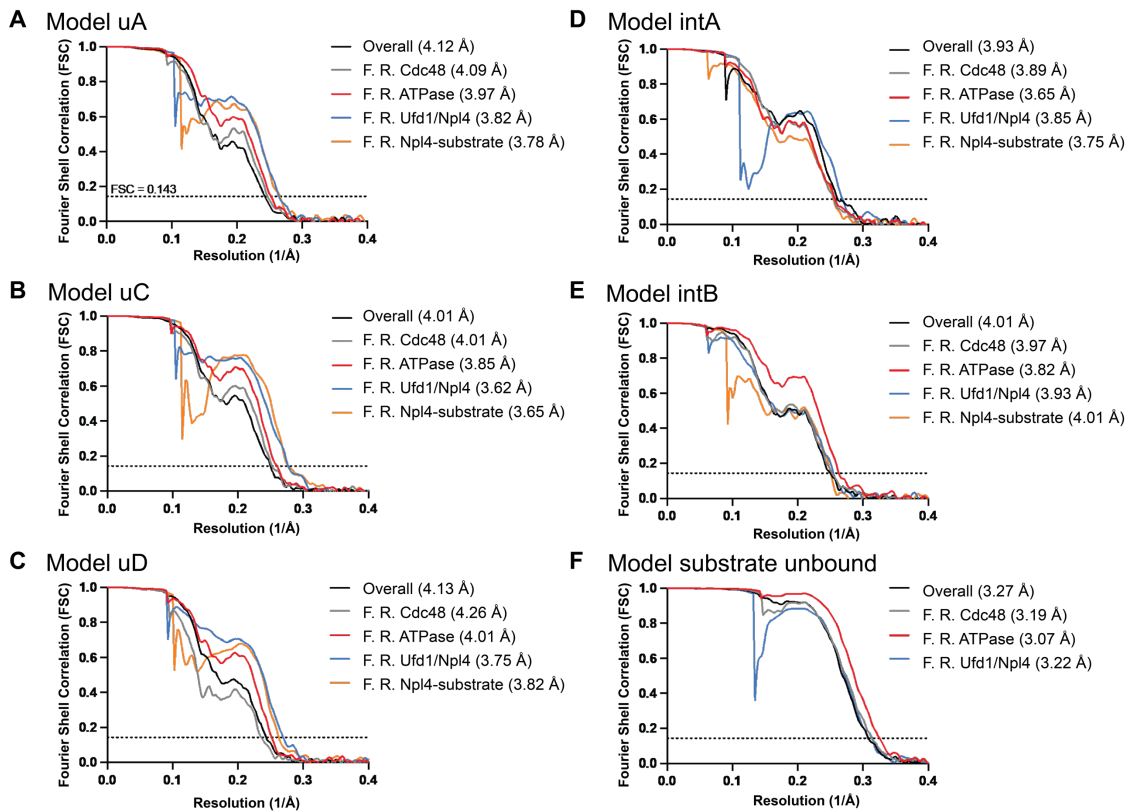 A Model uA
Fourier Shell Correlation (FSC)
1.0
0.8
0.6
0.4
0.2
0.0
FSC = 0.143
0.0 0.1 0.2 0.3 0.4
Resolution (1/Å)
Overall (4.12 Å)
F. R. Cdc48 (4.09 Å)
F. R. ATPase (3.97 Å)
F. R. Ufd1/Npl4 (3.82 Å)
F. R. Npl4-substrate (3.78 Å)
B Model uC
Fourier Shell Correlation (FSC)
1.0
0.8
0.6
0.4
0.2
0.0
0.0 0.1 0.2 0.3 0.4
Resolution (1/Å)
Overall (4.01 Å)
F. R. Cdc48 (4.01 Å)
F. R. ATPase (3.85 Å)
F. R. Ufd1/Npl4 (3.62 Å)
F. R. Npl4-substrate (3.65 Å)
C Model uD
Fourier Shell Correlation (FSC)
1.0
0.8
0.6
0.4
0.2
0.0
0.0 0.1 0.2 0.3 0.4
Resolution (1/Å)
Overall (4.13 Å)
F. R. Cdc48 (4.26 Å)
F. R. ATPase (4.01 Å)
F. R. Ufd1/Npl4 (3.75 Å)
F. R. Npl4-substrate (3.82 Å)
D Model intA
Fourier Shell Correlation (FSC)
1.0
0.8
0.6
0.4
0.2
0.0
0.0 0.1 0.2 0.3 0.4
Resolution (1/Å)
Overall (3.93 Å)
F. R. Cdc48 (3.89 Å)
F. R. ATPase (3.65 Å)
F. R. Ufd1/Npl4 (3.85 Å)
F. R. Npl4-substrate (3.75 Å)
E Model intB
Fourier Shell Correlation (FSC)
1.0
0.8
0.6
0.4
0.2
0.0
0.0 0.1 0.2 0.3 0.4
Resolution (1/Å)
Overall (4.01 Å)
F. R. Cdc48 (3.97 Å)
F. R. ATPase (3.82 Å)
F. R. Ufd1/Npl4 (3.93 Å)
F. R. Npl4-substrate (4.01 Å)
F Model substrate unbound
Fourier Shell Correlation (FSC)
1.0
0.8
0.6
0.4
0.2
0.0
0.0 0.1 0.2 0.3 0.4
Resolution (1/Å)
Overall (3.27 Å)
F. R. Cdc48 (3.19 Å)
F. R. ATPase (3.07 Å)
F. R. Ufd1/Npl4 (3.22 Å)